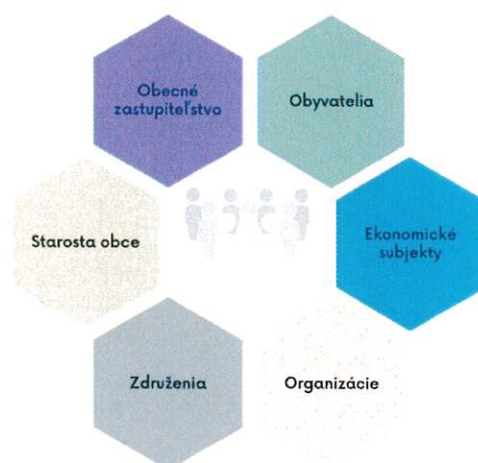 Obecné
zastupiteľstvo
Obyvatelia
Starosta obce
Ekonomické
subjekty
Združenia
Organizácie